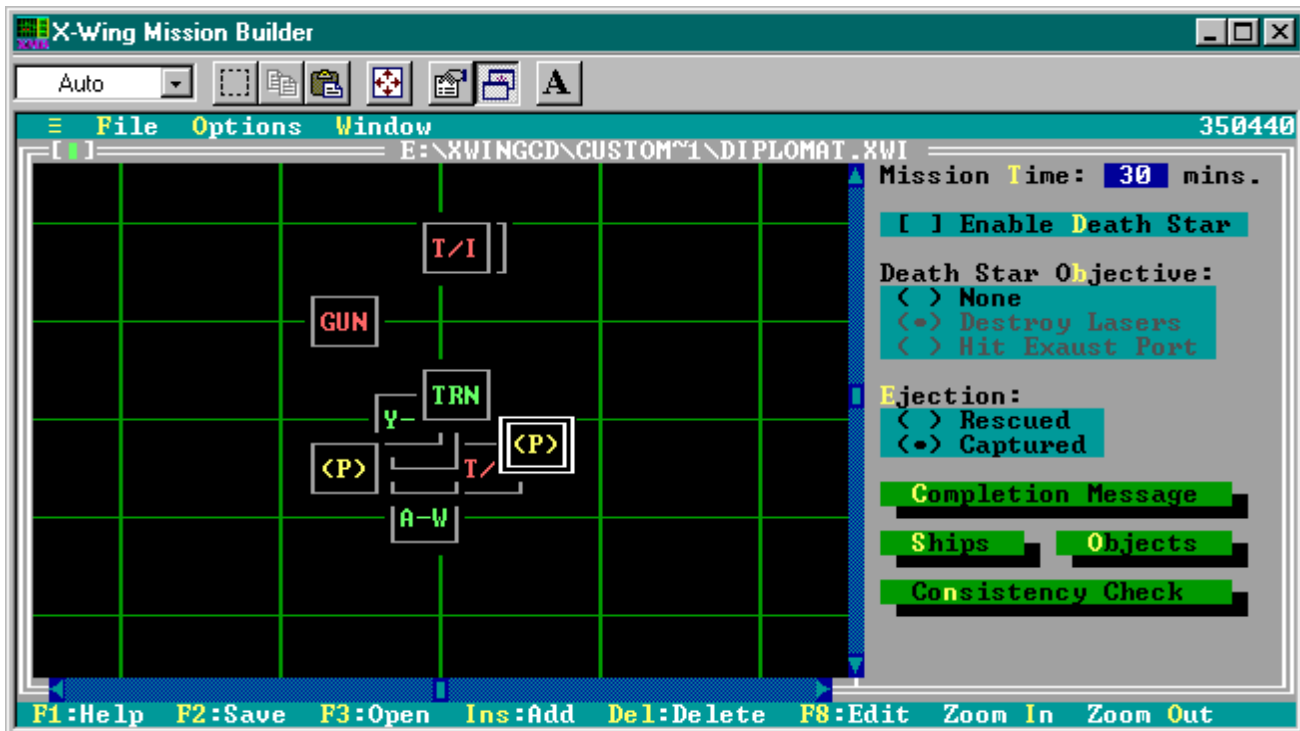 X-Wing Mission Builder
Auto
A
≡ File Options Window 350440
[ ] E:\XWINGCD\CUSTOM~1\DIPLOMAT.XWI
Mission Time: 30 mins.
[ ] Enable Death Star
T/I
Death Star Objective:
( ) None
GUN
(•) Destroy Lasers
( ) Hit Exaust Port
TRN
Ejection:
Y-
( ) Rescued
(P)
(•) Captured
(P)
T/
Completion Message
A-W
Ships Objects
Consistency Check
F1:Help F2:Save F3:Open Ins:Add Del:Delete F8:Edit Zoom In Zoom Out